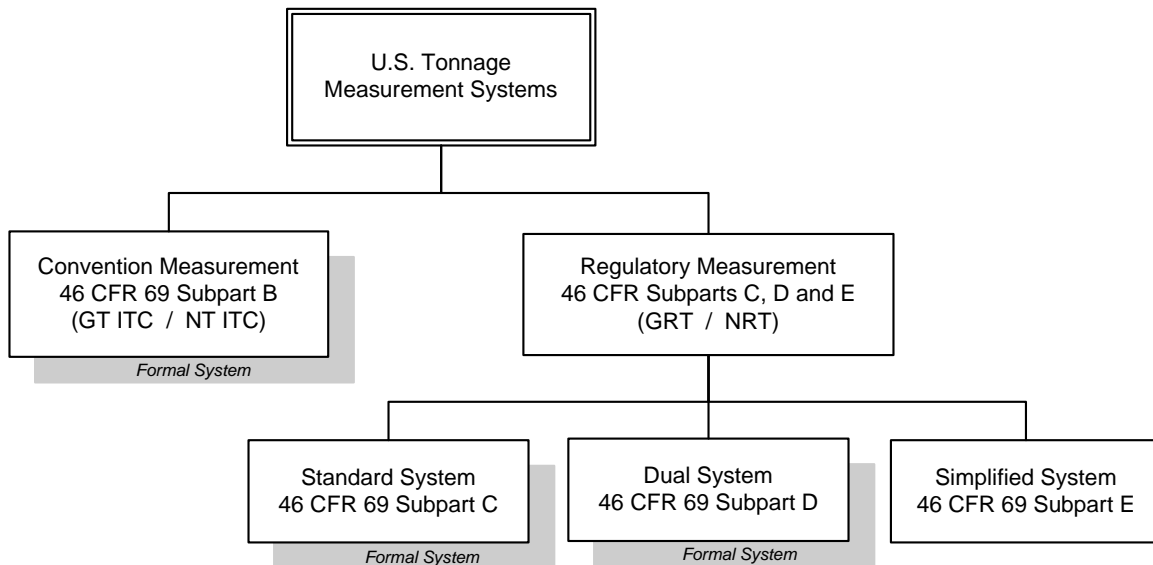 U.S. Tonnage
Measurement Systems
Convention Measurement
46 CFR 69 Subpart B
(GT ITC / NT ITC)
Formal System
Regulatory Measurement
46 CFR Subparts C, D and E
(GRT / NRT)
Standard System
46 CFR 69 Subpart C
Formal System
Dual System
46 CFR 69 Subpart D
Formal System
Simplified System
46 CFR 69 Subpart E